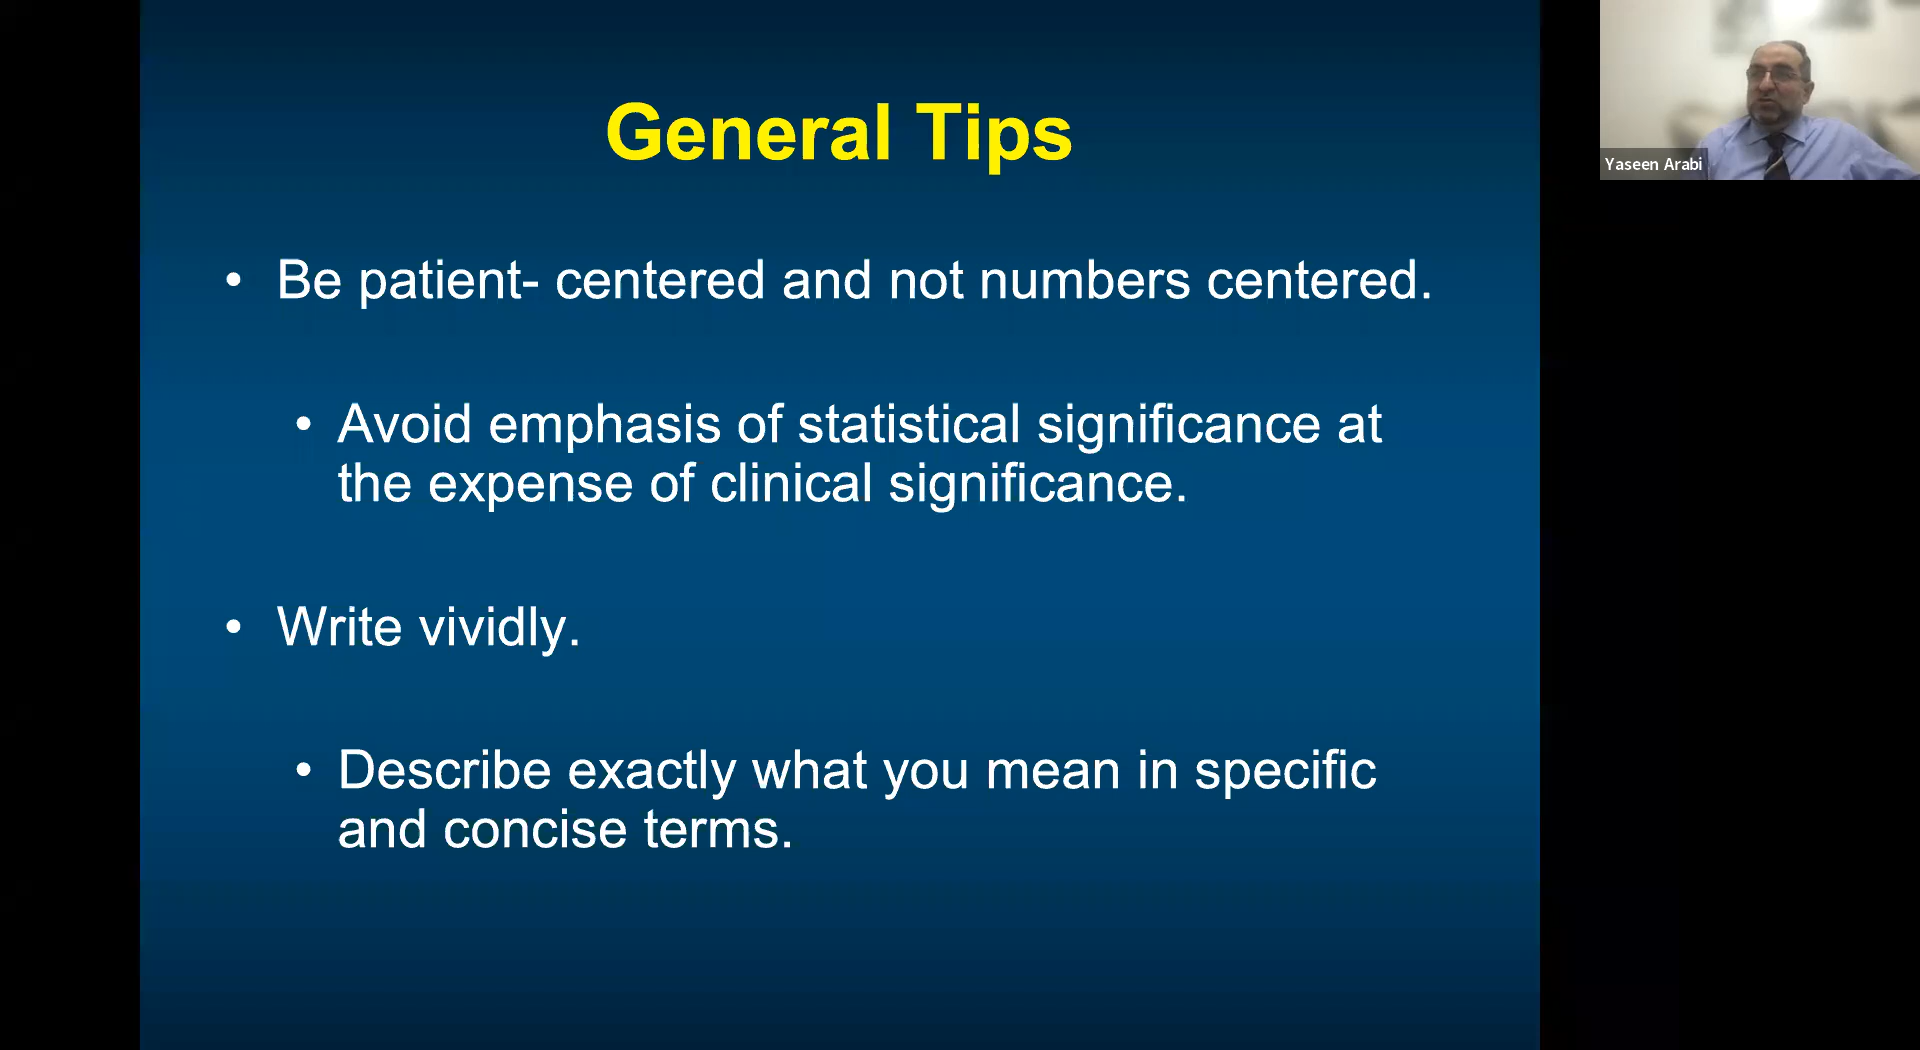 General Tips
• Be patient- centered and not numbers centered.
• Avoid emphasis of statistical significance at
the expense of clinical significance.
• Write vividly.
• Describe exactly what you mean in specific
and concise terms.
Yaseen Arabi